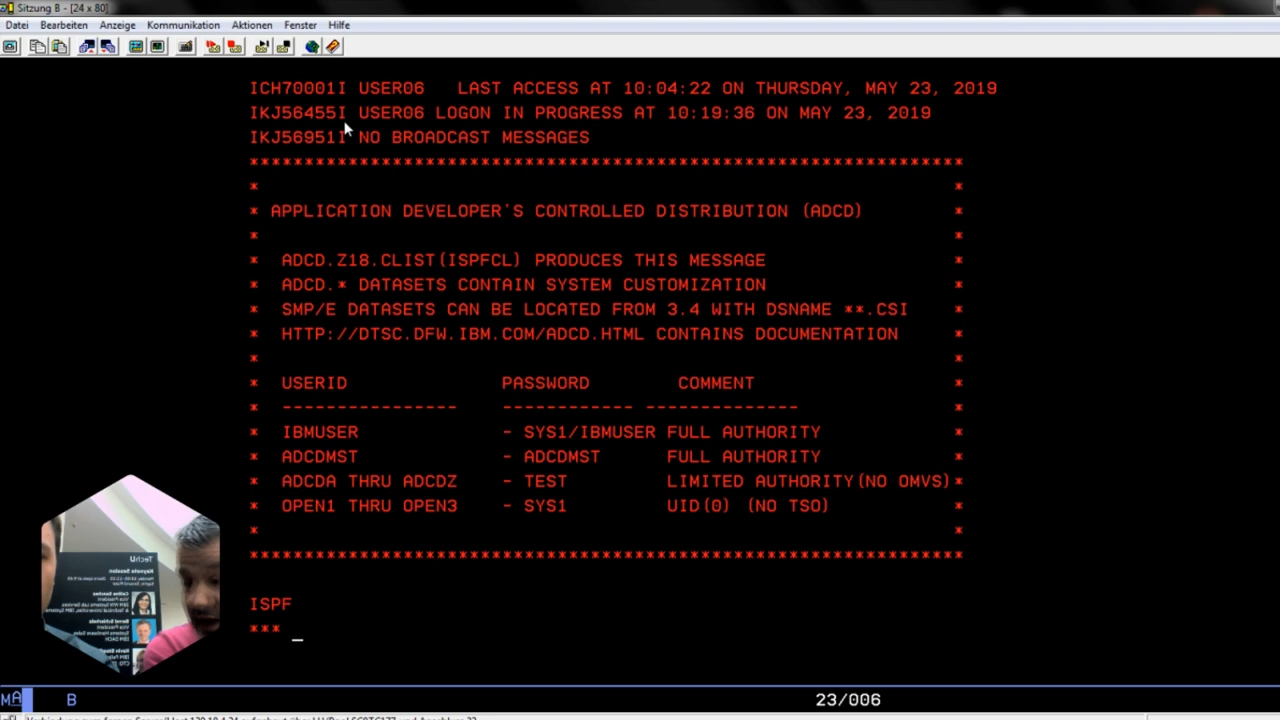 Sitzung B - [24 x 80]
Datei Bearbeiten Anzeige Kommunikation Aktionen Fenster Hilfe
ICH70001I USER06 LAST ACCESS AT 10:04:22 ON THURSDAY, MAY 23, 2019
IKJ56455I USER06 LOGON IN PROGRESS AT 10:19:36 ON MAY 23, 2019
IKJ56951I NO BROADCAST MESSAGES
*****************************************************************
* *
* APPLICATION DEVELOPER'S CONTROLLED DISTRIBUTION (ADCD) *
* *
* ADCD.Z18.CLIST(ISPFCL) PRODUCES THIS MESSAGE *
* ADCD.* DATASETS CONTAIN SYSTEM CUSTOMIZATION *
* SMP/E DATASETS CAN BE LOCATED FROM 3.4 WITH DSNAME **.CSI *
* HTTP://DTSC.DFW.IBM.COM/ADCD.HTML CONTAINS DOCUMENTATION *
* *
* USERID PASSWORD COMMENT *
* ---------------- ------------ -------------- *
* IBMUSER - SYS1/IBMUSER FULL AUTHORITY *
* ADCDMST - ADCDMST FULL AUTHORITY *
* ADCDA THRU ADCDZ - TEST LIMITED AUTHORITY(NO OMVS) *
* OPEN1 THRU OPEN3 - SYS1 UID(0) (NO TSO) *
* *
*****************************************************************
ISPF
*** _
TechU
Keynote Session
MA B 23/006